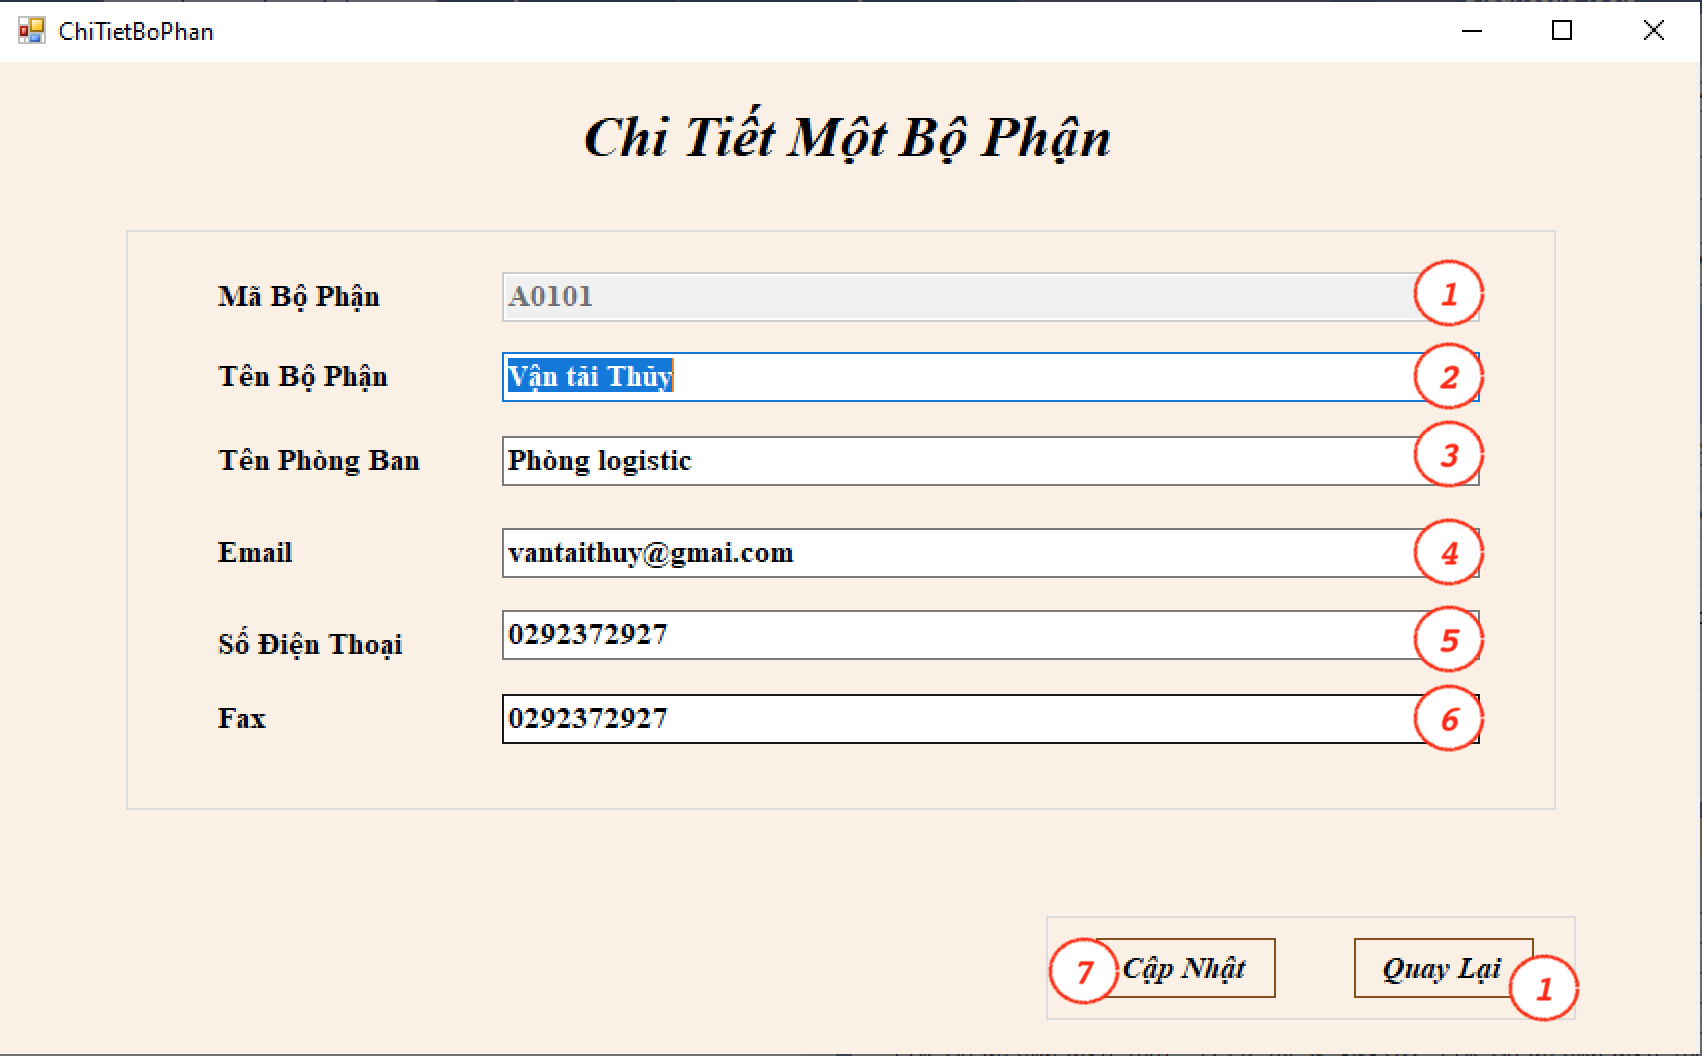 ChiTietBoPhan
Chi Tiết Một Bộ Phận
Mã Bộ Phận A0101 1
Tên Bộ Phận Vận tải Thủy 2
Tên Phòng Ban Phòng logistic 3
Email vantaithuy@gmai.com 4
Số Điện Thoại 0292372927 5
Fax 0292372927 6
7 Cập Nhật Quay Lại 1